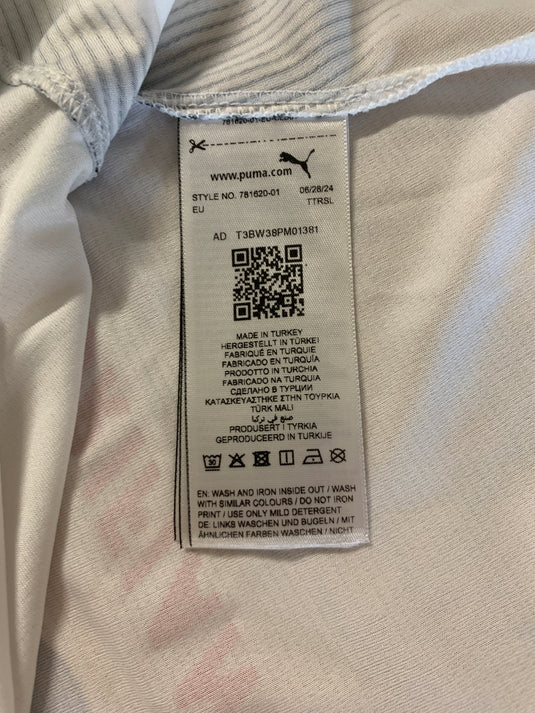 www.puma.com
STYLE NO. 781620-01 06/28/24
EU TTRSL
AD T3BW38PM01381
MADE IN TURKEY
HERGESTELLT IN TÜRKEI
FABRIQUÉ EN TURQUIE
FABRICADO EN TURQUÍA
PRODOTTO IN TURCHIA
FABRICADO NA TURQUIA
СДЕЛАНО В ТУРЦИИ
ΚΑΤΑΣΚΕΥΑΣΤΗΚΕ ΣΤΗΝ ΤΟΥΡΚΙΑ
TÜRK MALI
صنع في تركيا
PRODUSERT I TYRKIA
GEPRODUCEERD IN TURKIJE
30
EN: WASH AND IRON INSIDE OUT / WASH
WITH SIMILAR COLOURS / DO NOT IRON
PRINT / USE ONLY MILD DETERGENT
DE: LINKS WASCHEN UND BÜGELN / MIT
ÄHNLICHEN FARBEN WASCHEN / NICHT